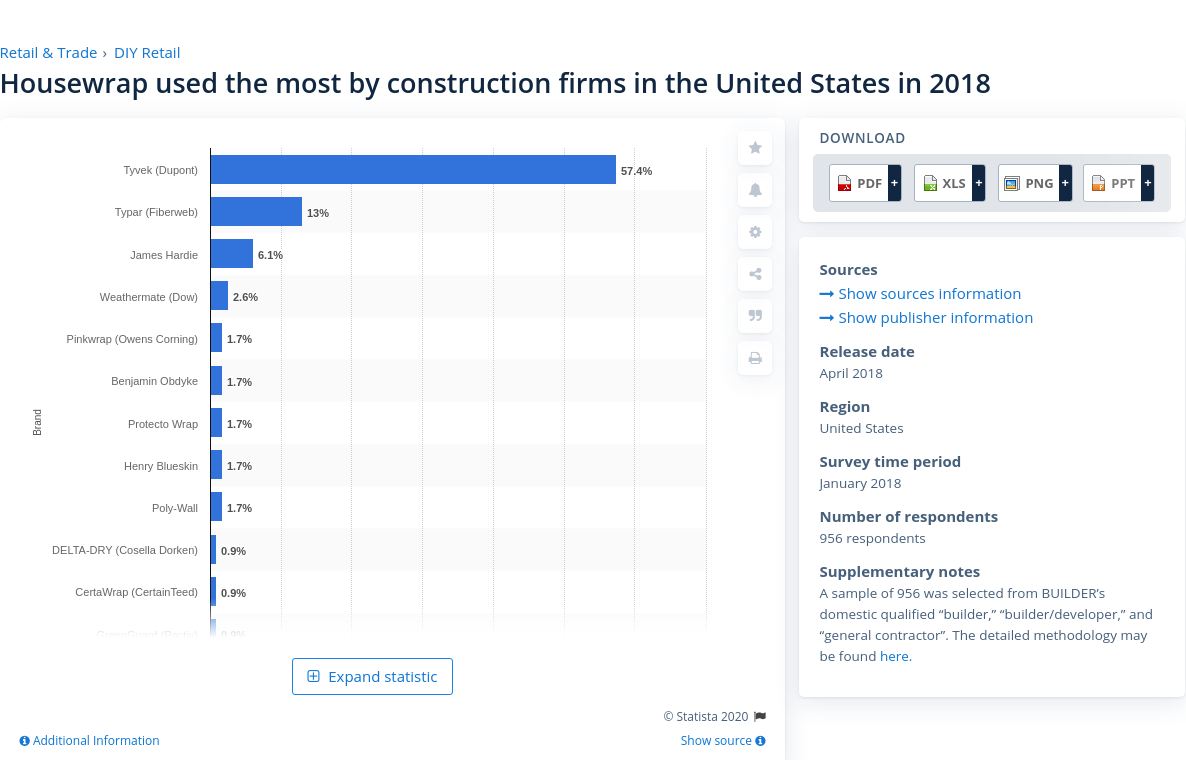 Retail & Trade › DIY Retail
Housewrap used the most by construction firms in the United States in 2018
Brand
Tyvek (Dupont) 57.4%
Typar (Fiberweb) 13%
James Hardie 6.1%
Weathermate (Dow) 2.6%
Pinkwrap (Owens Corning) 1.7%
Benjamin Obdyke 1.7%
Protecto Wrap 1.7%
Henry Blueskin 1.7%
Poly-Wall 1.7%
DELTA-DRY (Cosella Dorken) 0.9%
CertaWrap (CertainTeed) 0.9%
Expand statistic
© Statista 2020
Additional Information
Show source
DOWNLOAD
PDF + XLS + PNG + PPT +
Sources
Show sources information
Show publisher information
Release date
April 2018
Region
United States
Survey time period
January 2018
Number of respondents
956 respondents
Supplementary notes
A sample of 956 was selected from BUILDER’s
domestic qualified “builder,” “builder/developer,” and
“general contractor”. The detailed methodology may
be found here.